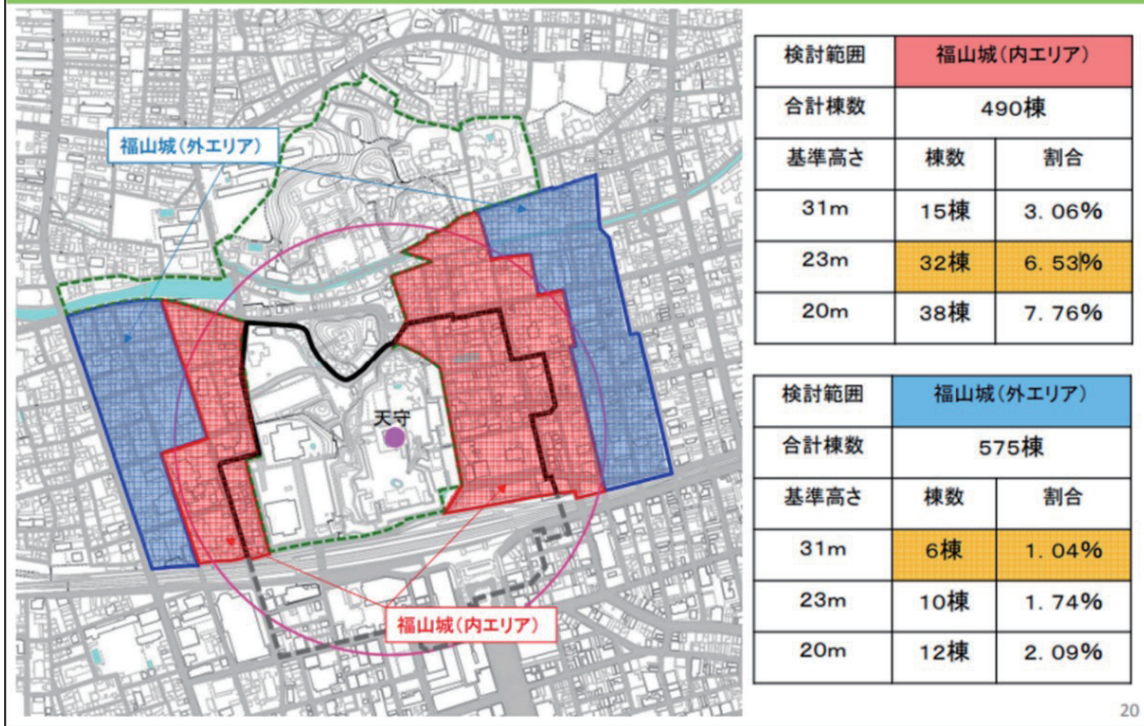 福山城(外エリア)
天守
福山城(内エリア)
検討範囲 福山城(内エリア)
合計棟数 490棟
基準高さ 棟数 割合
31m 15棟 3.06%
23m 32棟 6.53%
20m 38棟 7.76%
検討範囲 福山城(外エリア)
合計棟数 575棟
基準高さ 棟数 割合
31m 6棟 1.04%
23m 10棟 1.74%
20m 12棟 2.09%
20